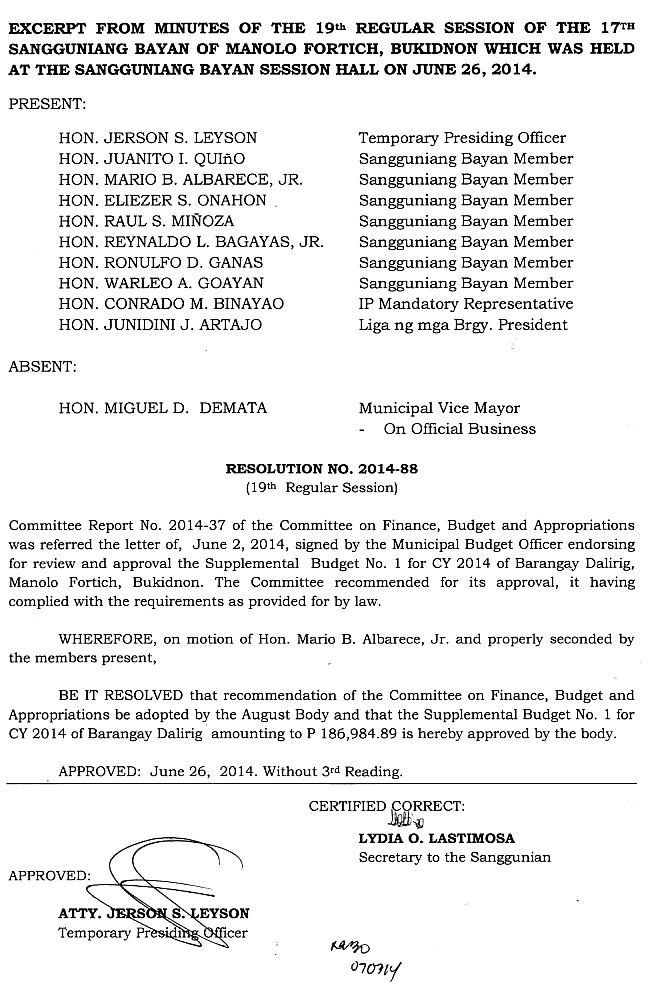 EXCERPT FROM MINUTES OF THE 19th REGULAR SESSION OF THE 17TH
SANGGUNIANG BAYAN OF MANOLO FORTICH, BUKIDNON WHICH WAS HELD
AT THE SANGGUNIANG BAYAN SESSION HALL ON JUNE 26, 2014.
PRESENT:
HON. JERSON S. LEYSON Temporary Presiding Officer
HON. JUANITO I. QUIñO Sangguniang Bayan Member
HON. MARIO B. ALBARECE, JR. Sangguniang Bayan Member
HON. ELIEZER S. ONAHON Sangguniang Bayan Member
HON. RAUL S. MIÑOZA Sangguniang Bayan Member
HON. REYNALDO L. BAGAYAS, JR. Sangguniang Bayan Member
HON. RONULFO D. GANAS Sangguniang Bayan Member
HON. WARLEO A. GOAYAN Sangguniang Bayan Member
HON. CONRADO M. BINAYAO IP Mandatory Representative
HON. JUNIDINI J. ARTAJO Liga ng mga Brgy. President
ABSENT:
HON. MIGUEL D. DEMATA Municipal Vice Mayor
- On Official Business
RESOLUTION NO. 2014-88
(19th Regular Session)
Committee Report No. 2014-37 of the Committee on Finance, Budget and Appropriations
was referred the letter of, June 2, 2014, signed by the Municipal Budget Officer endorsing
for review and approval the Supplemental Budget No. 1 for CY 2014 of Barangay Dalirig,
Manolo Fortich, Bukidnon. The Committee recommended for its approval, it having
complied with the requirements as provided for by law.
WHEREFORE, on motion of Hon. Mario B. Albarece, Jr. and properly seconded by
the members present,
BE IT RESOLVED that recommendation of the Committee on Finance, Budget and
Appropriations be adopted by the August Body and that the Supplemental Budget No. 1 for
CY 2014 of Barangay Dalirig amounting to P 186,984.89 is hereby approved by the body.
APPROVED: June 26, 2014. Without 3rd Reading.
CERTIFIED CORRECT:
LYDIA O. LASTIMOSA
Secretary to the Sanggunian
APPROVED:
ATTY. JERSON S. LEYSON
Temporary Presiding Officer
070714